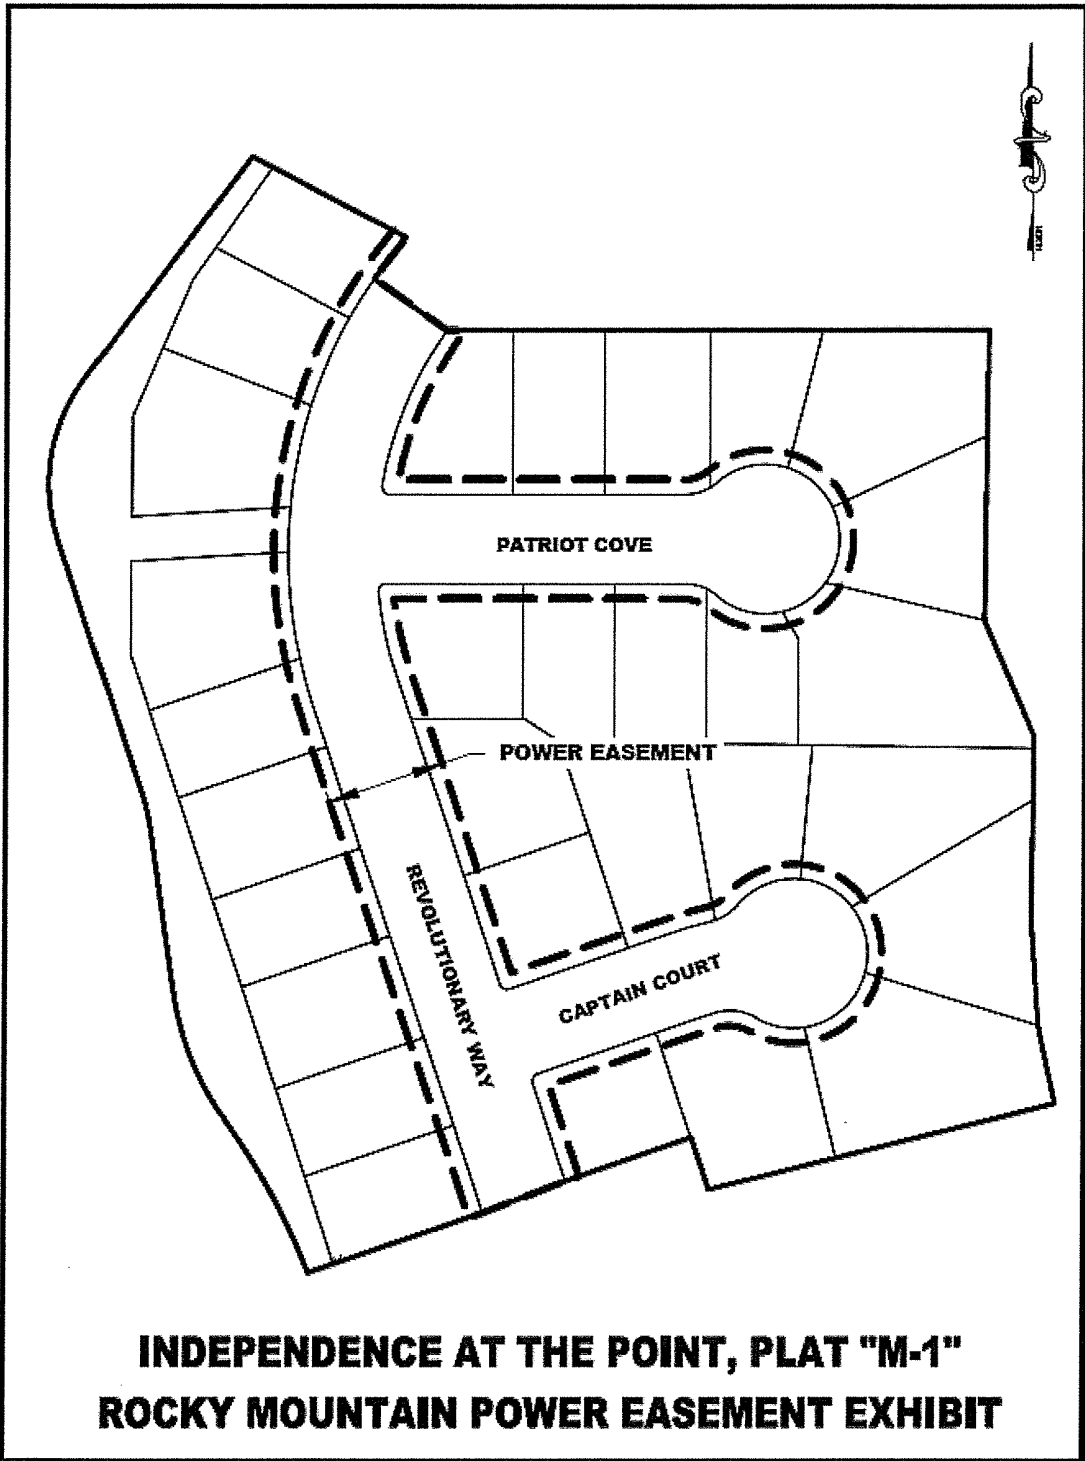 PATRIOT COVE
POWER EASEMENT
REVOLUTIONARY WAY
CAPTAIN COURT
INDEPENDENCE AT THE POINT, PLAT "M-1"
ROCKY MOUNTAIN POWER EASEMENT EXHIBIT